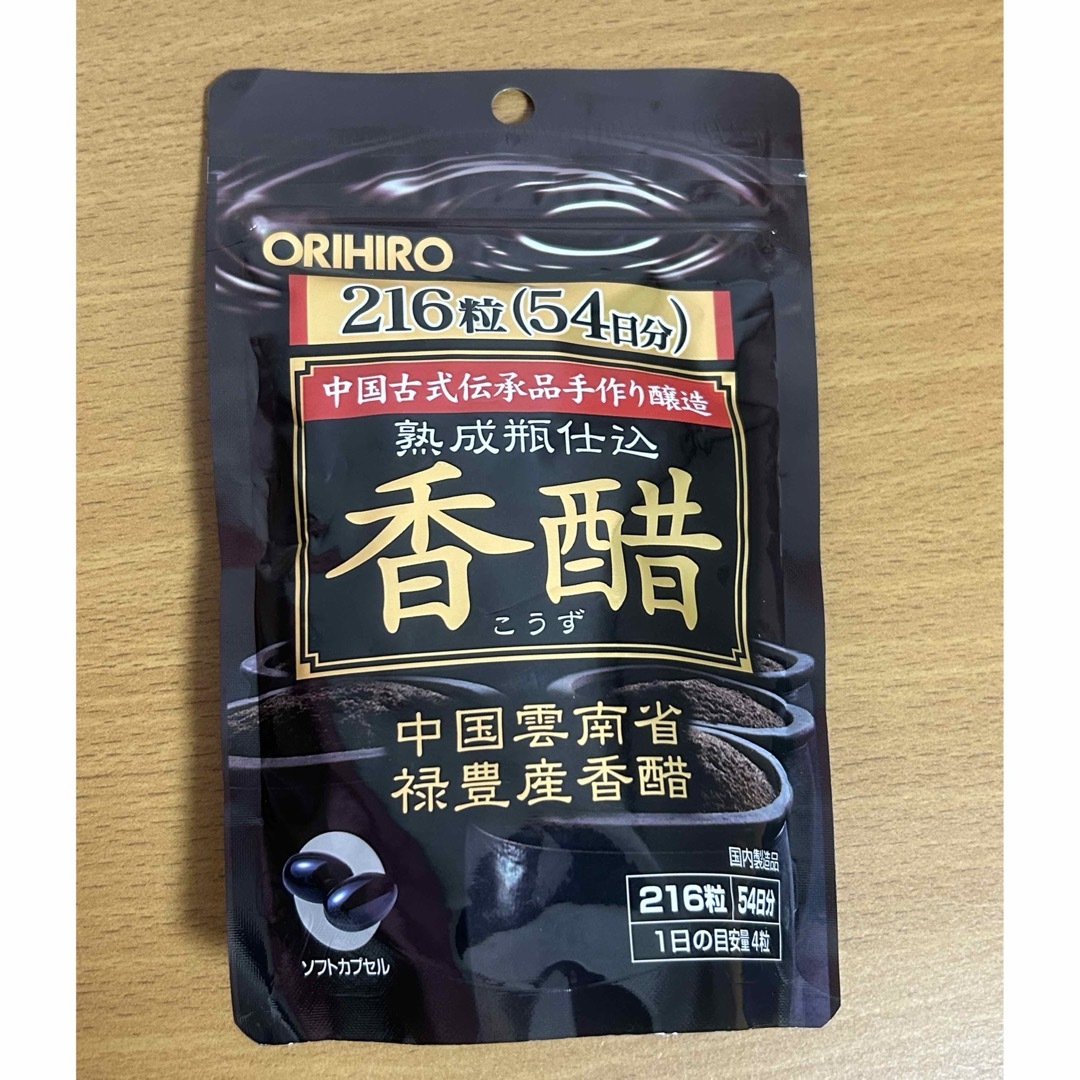 ORIHIRO
216粒(54日分)
中国古式伝承品手作り醸造
熟成瓶仕込
香醋
こうず
中国雲南省
禄豊産香醋
国内製造品
216粒 54日分
1日の目安量4粒
ソフトカプセル